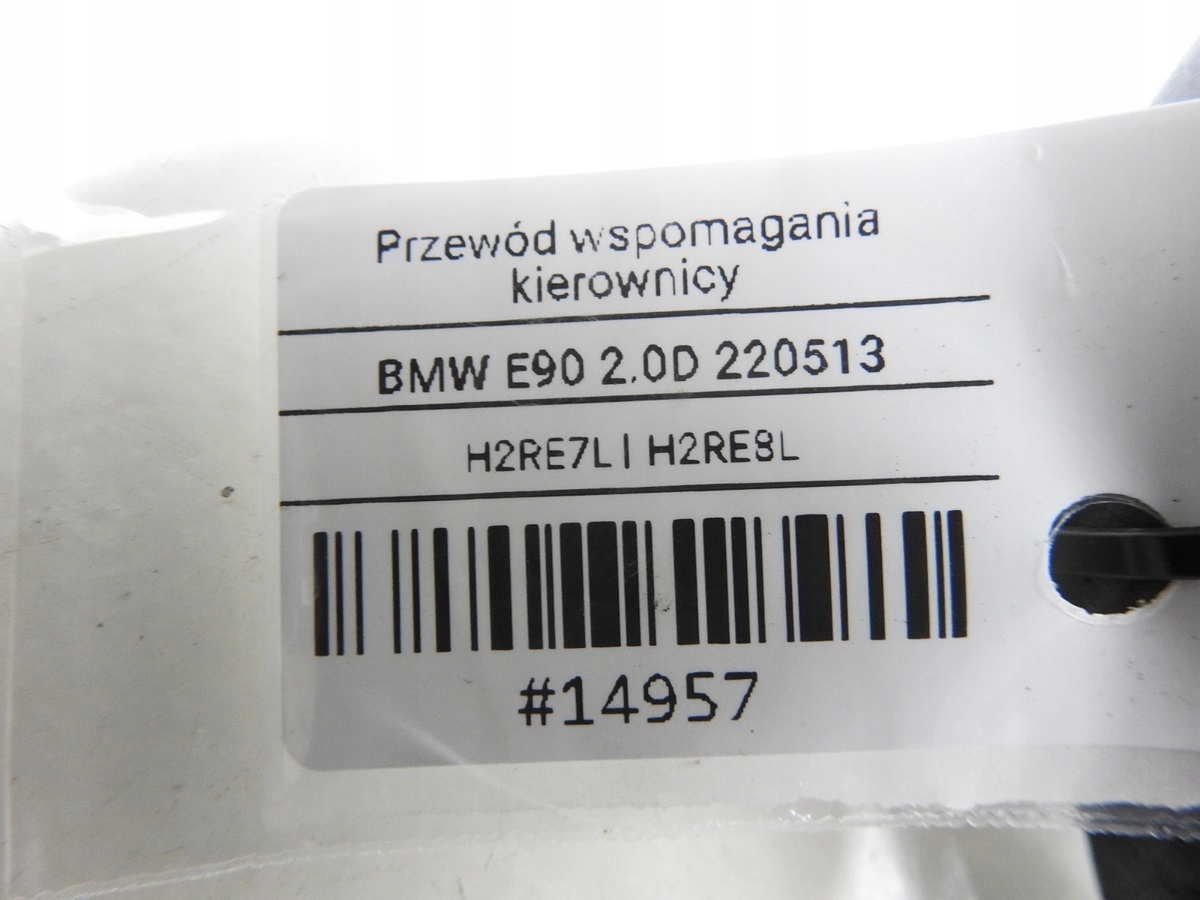 Przewód wspomagania
kierownicy
BMW E90 2.0D 220513
H2RE7L | H2RE8L
#14957